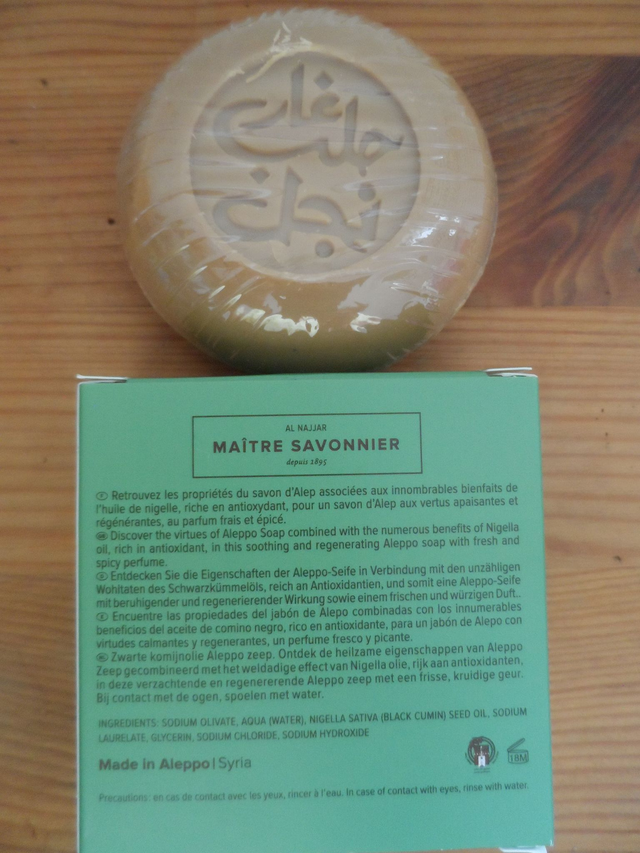 غار
حلب
نجار
AL NAJJAR
MAÎTRE SAVONNIER
depuis 1895
Retrouvez les propriétés du savon d'Alep associées aux innombrables bienfaits de
l'huile de nigelle, riche en antioxydant, pour un savon d'Alep aux vertus apaisantes et
régénérantes, au parfum frais et épicé.
Discover the virtues of Aleppo Soap combined with the numerous benefits of Nigella
oil, rich in antioxidant, in this soothing and regenerating Aleppo soap with fresh and
spicy perfume.
Entdecken Sie die Eigenschaften der Aleppo-Seife in Verbindung mit den unzähligen
Wohltaten des Schwarzkümmelöls, reich an Antioxidantien, und somit eine Aleppo-Seife
mit beruhigender und regenerierender Wirkung sowie einem frischen und würzigen Duft..
Encuentre las propiedades del jabón de Alepo combinadas con los innumerables
beneficios del aceite de comino negro, rico en antioxidante, para un jabón de Alepo con
virtudes calmantes y regenerantes, un perfume fresco y picante.
Zwarte komijnolie Aleppo zeep. Ontdek de heilzame eigenschappen van Aleppo
Zeep gecombineerd met het weldadige effect van Nigella olie, rijk aan antioxidanten,
in deze verzachtende en regenererende Aleppo zeep met een frisse, kruidige geur.
Bij contact met de ogen, spoelen met water.
INGREDIENTS: SODIUM OLIVATE, AQUA (WATER), NIGELLA SATIVA (BLACK CUMIN) SEED OIL, SODIUM
LAURELATE, GLYCERIN, SODIUM CHLORIDE, SODIUM HYDROXIDE
Made in Aleppo | Syria
18M
Precautions: en cas de contact avec les yeux, rincer à l'eau. In case of contact with eyes, rinse with water.